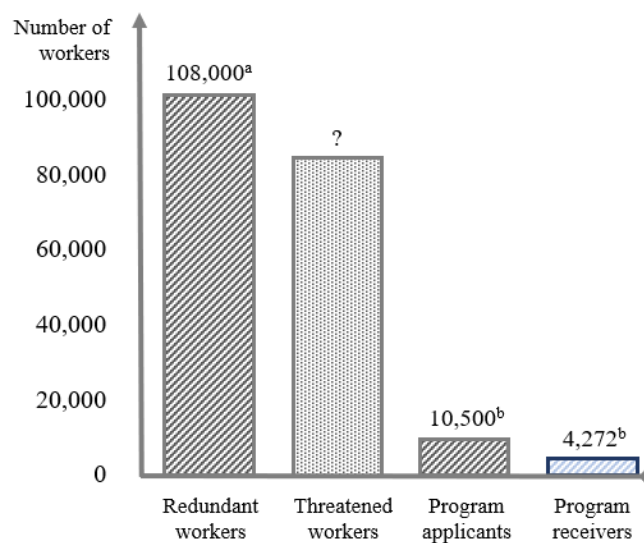 Number of
workers
108,000ᵃ
100,000
?
80,000
60,000
40,000
20,000
10,500ᵇ
4,272ᵇ
0
Redundant
workers
Threatened
workers
Program
applicants
Program
receivers